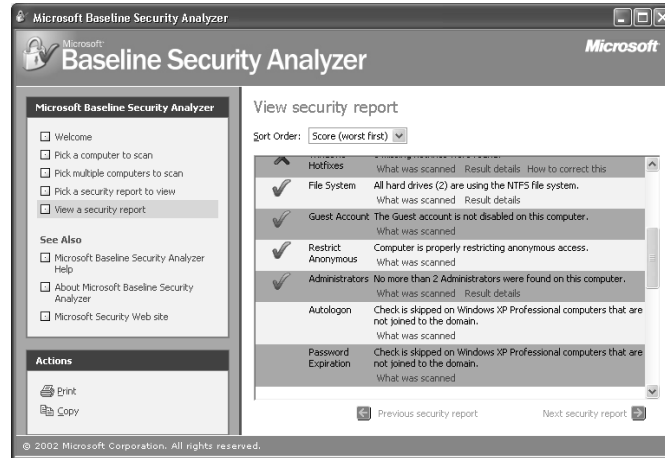 Microsoft Baseline Security Analyzer
Microsoft
Baseline Security Analyzer
Microsoft
Microsoft Baseline Security Analyzer
Welcome
Pick a computer to scan
Pick multiple computers to scan
Pick a security report to view
View a security report
See Also
Microsoft Baseline Security Analyzer
Help
About Microsoft Baseline Security
Analyzer
Microsoft Security Web site
Actions
Print
Copy
View security report
Sort Order: Score (worst first)
Hotfixes What was scanned Result details How to correct this
File System All hard drives (2) are using the NTFS file system.
What was scanned Result details
Guest Account The Guest account is not disabled on this computer.
What was scanned
Restrict Computer is properly restricting anonymous access.
Anonymous What was scanned
Administrators No more than 2 Administrators were found on this computer.
What was scanned Result details
Autologon Check is skipped on Windows XP Professional computers that are
not joined to the domain.
What was scanned
Password Check is skipped on Windows XP Professional computers that are
Expiration not joined to the domain.
What was scanned
Previous security report Next security report
© 2002 Microsoft Corporation. All rights reserved.